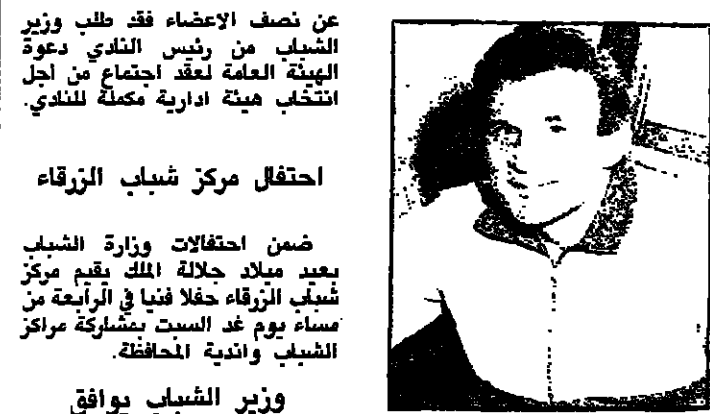 عن نصف الاعضاء فقد طلب وزير
الشباب من رئيس النادي دعوة
الهيئة العامة لعقد اجتماع من اجل
انتخاب هيئة ادارية مكملة للنادي.
احتفال مركز شباب الزرقاء
ضمن احتفالات وزارة الشباب
بعيد ميلاد جلالة الملك يقيم مركز
شباب الزرقاء حفلا فنيا في الرابعة من
مساء يوم غد السبت بمشاركة مراكز
الشباب واندية المحافظة.
وزير الشباب يوافق